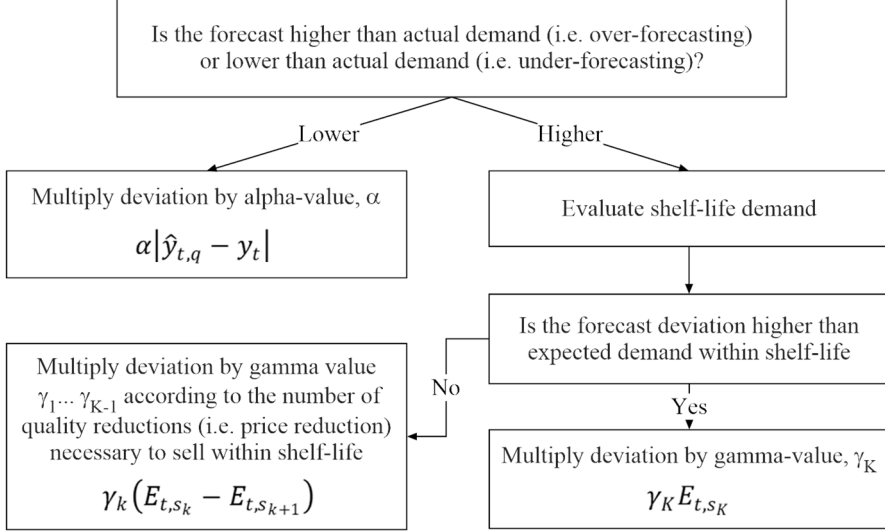 Is the forecast higher than actual demand (i.e. over-forecasting)
or lower than actual demand (i.e. under-forecasting)?
Lower
Higher
Multiply deviation by alpha-value, α
α|ŷ_{t,q} − y_t|
Evaluate shelf-life demand
Is the forecast deviation higher than
expected demand within shelf-life
No
Yes
Multiply deviation by gamma value
γ_1... γ_{K-1} according to the number of
quality reductions (i.e. price reduction)
necessary to sell within shelf-life
γ_k(E_{t,s_k} − E_{t,s_{k+1}})
Multiply deviation by gamma-value, γ_K
γ_K E_{t,s_K}